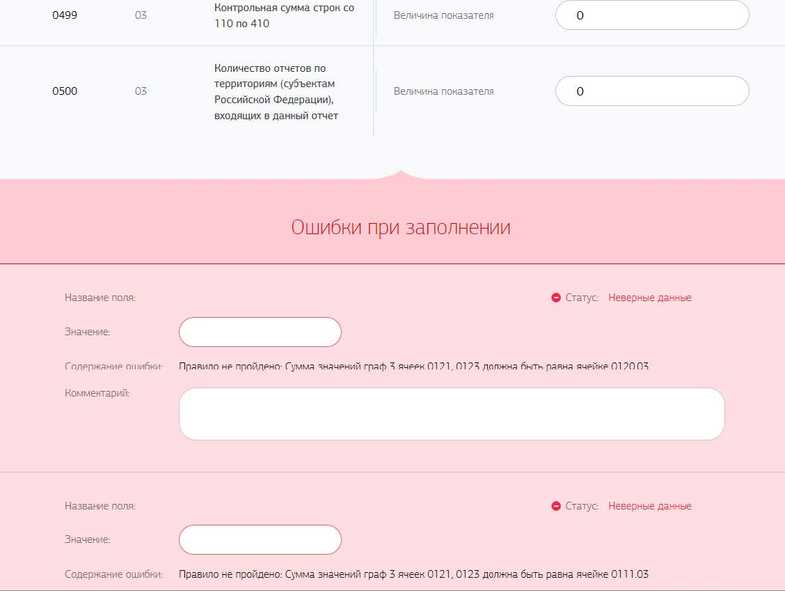 0499 03 Контрольная сумма строк со Величина показателя 0
110 по 410
0500 03 Количество отчетов по Величина показателя 0
территориям (субъектам
Российской Федерации),
входящих в данный отчет
Ошибки при заполнении
Название поля: Статус: Неверные данные
Значение:
Содержание ошибки: Правило не пройдено: Сумма значений граф 3 ячеек 0121, 0123 должна быть равна ячейке 0120.03
Комментарий:
Название поля: Статус: Неверные данные
Значение:
Содержание ошибки: Правило не пройдено: Сумма значений граф 3 ячеек 0121, 0123 должна быть равна ячейке 0111.03